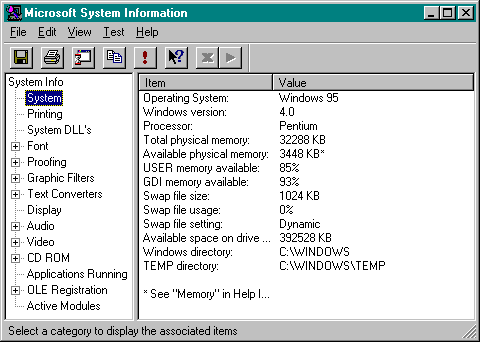 Microsoft System Information
File Edit View Test Help
System Info
System
Printing
System DLL's
Font
Proofing
Graphic Filters
Text Converters
Display
Audio
Video
CD ROM
Applications Running
OLE Registration
Active Modules
Item Value
Operating System: Windows 95
Windows version: 4.0
Processor: Pentium
Total physical memory: 32288 KB
Available physical memory: 3448 KB*
USER memory available: 85%
GDI memory available: 93%
Swap file size: 1024 KB
Swap file usage: 0%
Swap file setting: Dynamic
Available space on drive ... 392528 KB
Windows directory: C:\WINDOWS
TEMP directory: C:\WINDOWS\TEMP
* See "Memory" in Help I...
Select a category to display the associated items